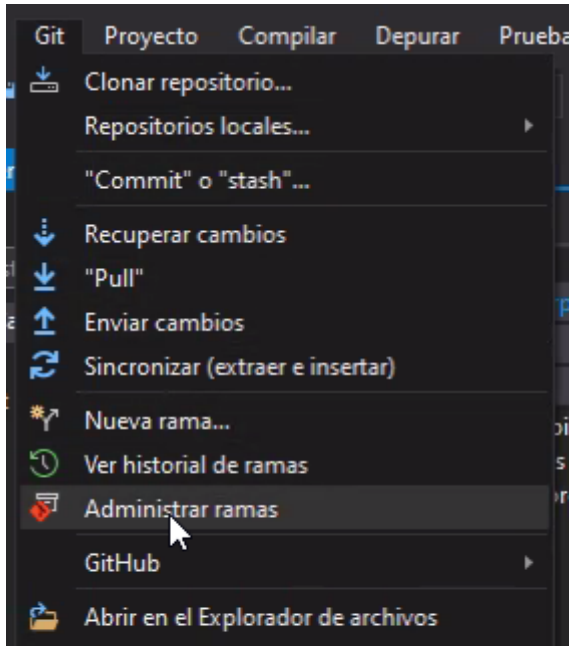 Git Proyecto Compilar Depurar Prueba
Clonar repositorio...
Repositorios locales...
"Commit" o "stash"...
Recuperar cambios
"Pull"
Enviar cambios
Sincronizar (extraer e insertar)
Nueva rama...
Ver historial de ramas
Administrar ramas
GitHub
Abrir en el Explorador de archivos